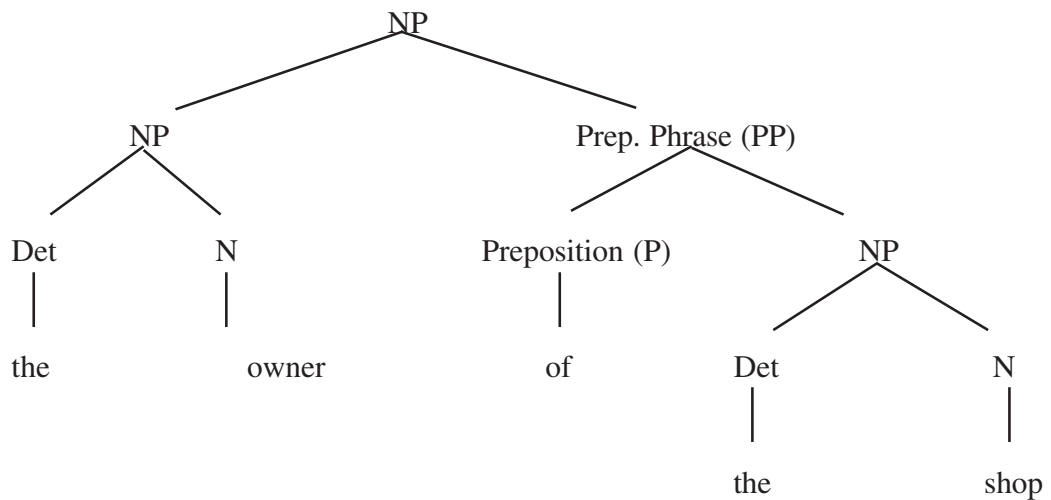 NP
NP Prep. Phrase (PP)
Det N Preposition (P) NP
the owner of Det N
the shop